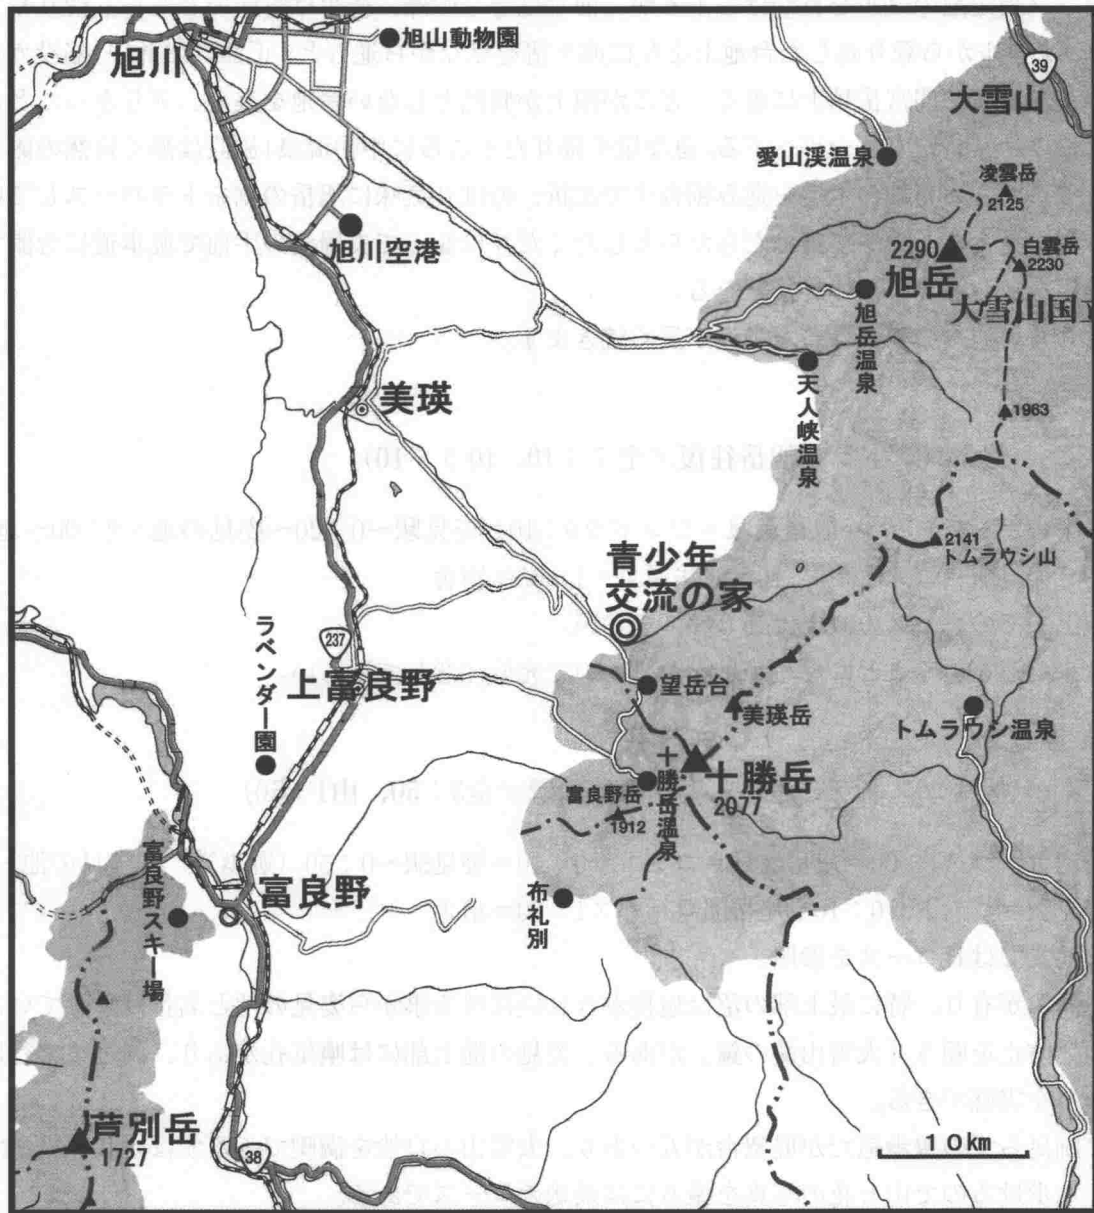 旭山動物園
旭川
39
大雪山
愛山渓温泉
凌雲岳
2125
旭川空港
2290
旭岳
白雲岳
2230
旭岳温泉
大雪山国立
天人峡温泉
美瑛
1963
2141
トムラウシ山
青少年
交流の家
ラベンダー園
237
上富良野
望岳台
美瑛岳
トムラウシ温泉
十勝岳
2077
十勝岳温泉
富良野岳
1912
富良野スキー場
富良野
布礼別
芦別岳
1727
38
10km